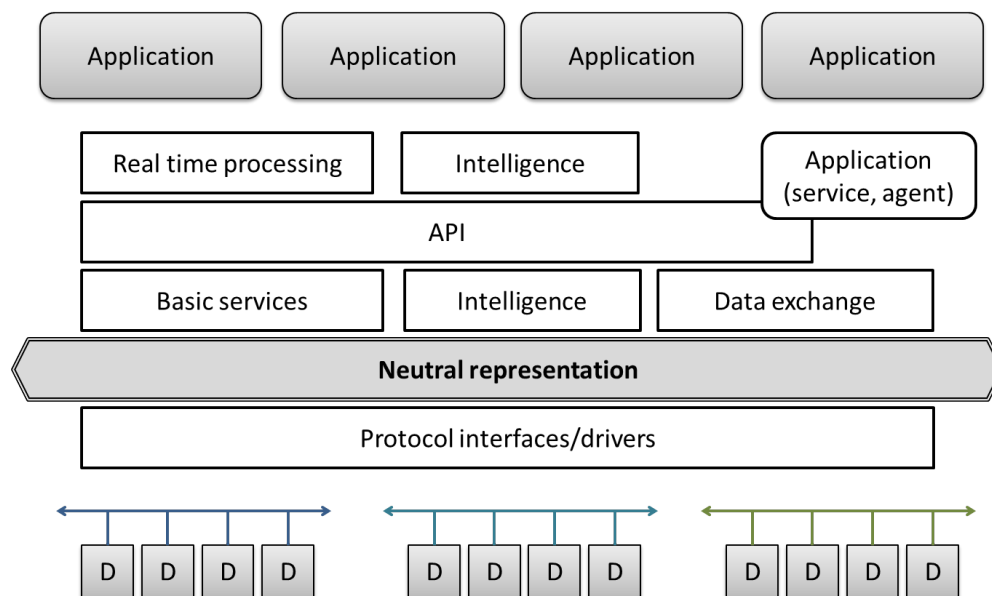 Application Application Application Application
Real time processing Intelligence Application
(service, agent)
API
Basic services Intelligence Data exchange
Neutral representation
Protocol interfaces/drivers
D D D D D D D D D D D D